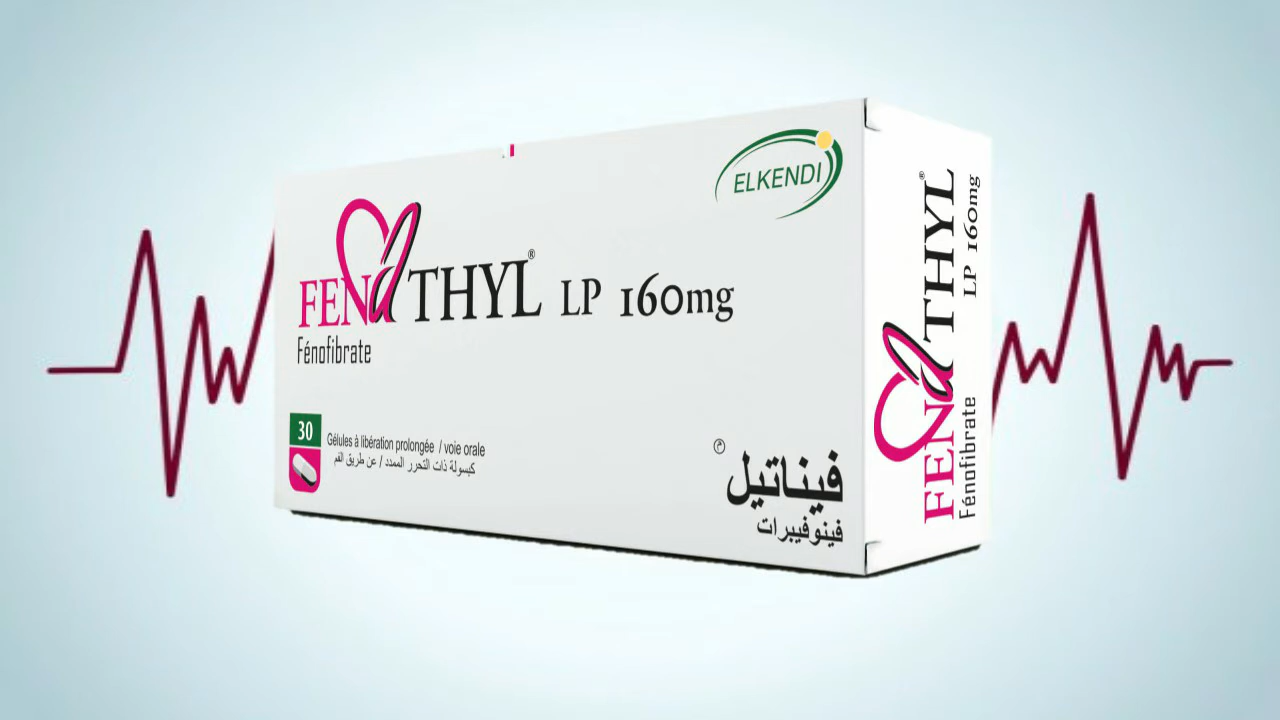 ELKENDI
FENATHYL® LP 160mg
Fénofibrate
30
Gélules à libération prolongée / voie orale
كبسولة ذات التحرر الممدد / عن طريق الفم
فيناتيل
م
فينوفيبرات
FENATHYL® LP 160mg
Fénofibrate